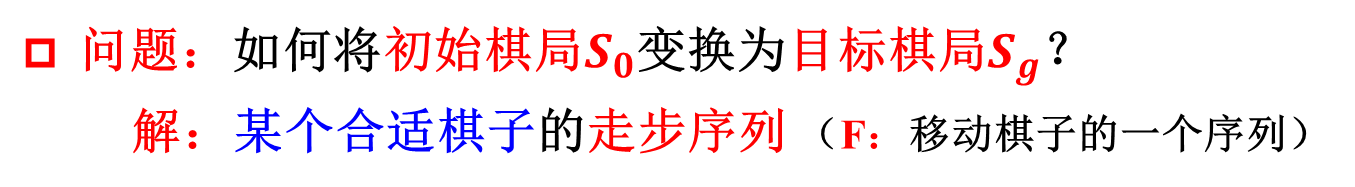 问题：如何将初始棋局S₀变换为目标棋局S_g？
解：某个合适棋子的走步序列（F：移动棋子的一个序列）